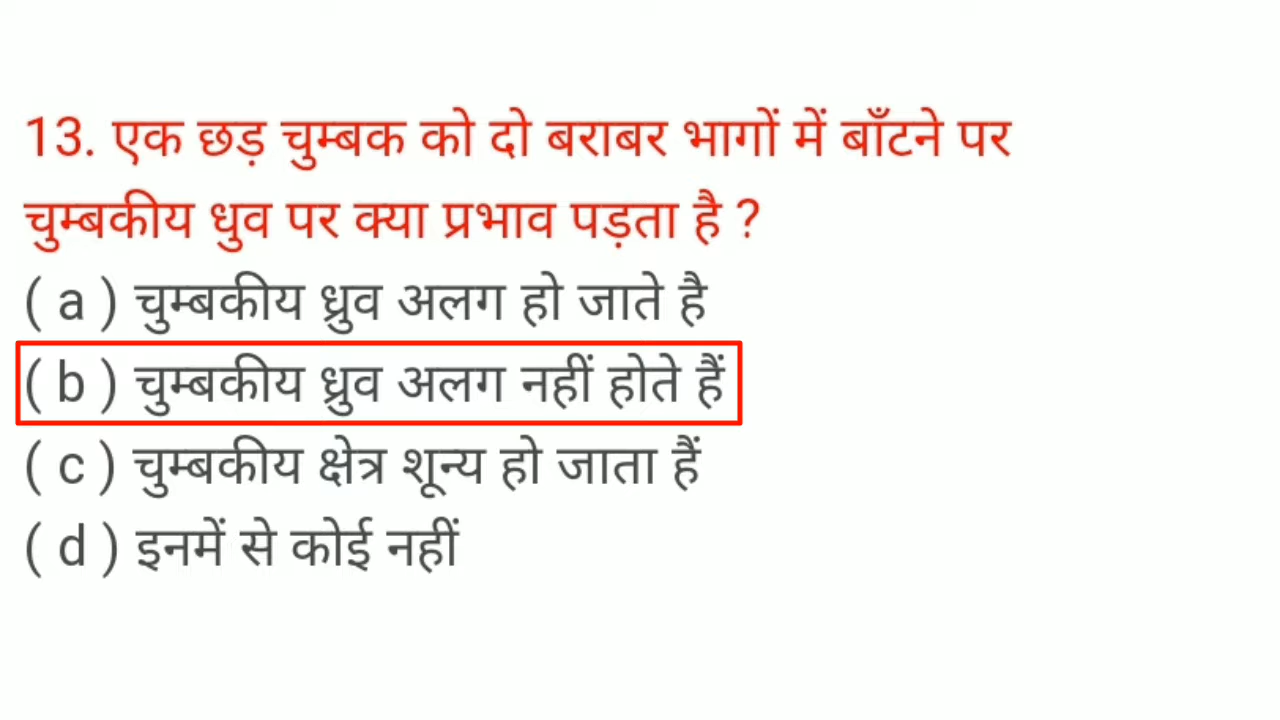 13. एक छड़ चुम्बक को दो बराबर भागों में बाँटने पर
चुम्बकीय धुव पर क्या प्रभाव पड़ता है ?
( a ) चुम्बकीय ध्रुव अलग हो जाते है
( b ) चुम्बकीय ध्रुव अलग नहीं होते हैं
( c ) चुम्बकीय क्षेत्र शून्य हो जाता हैं
( d ) इनमें से कोई नहीं